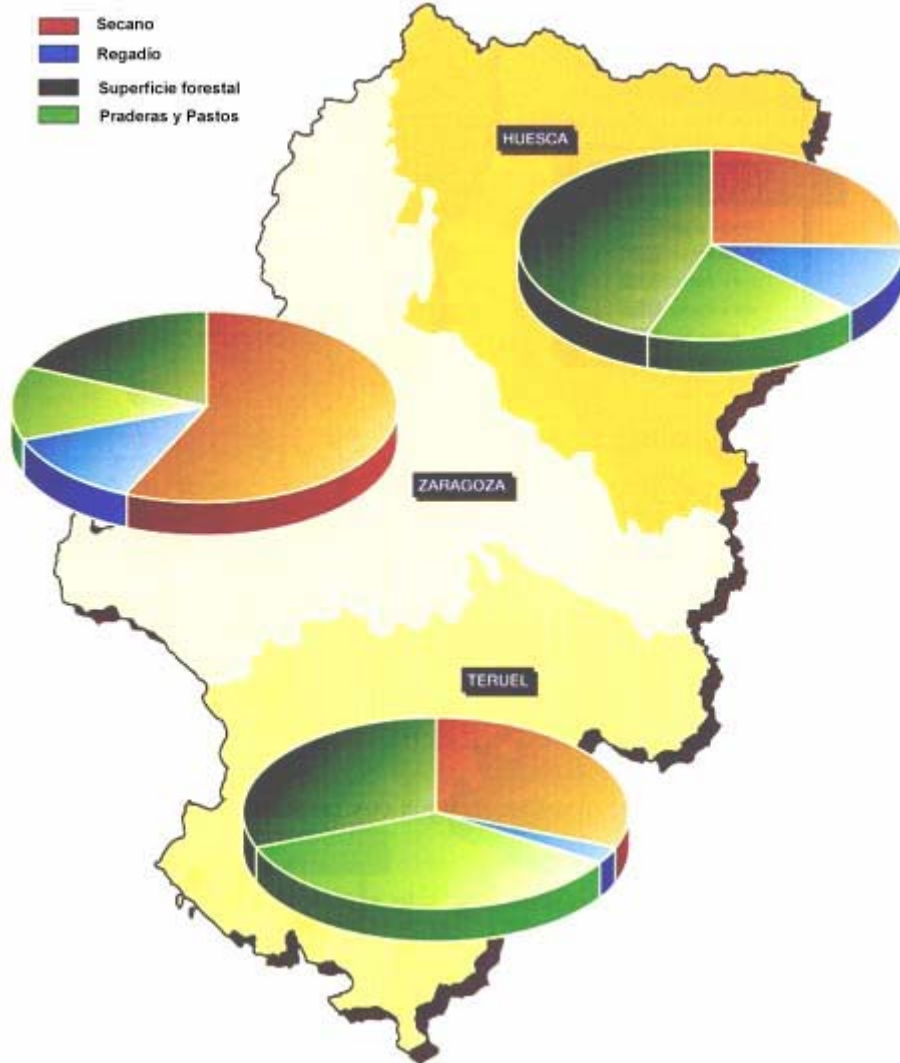 Secano
Regadío
Superficie forestal
Praderas y Pastos
HUESCA
ZARAGOZA
TERUEL